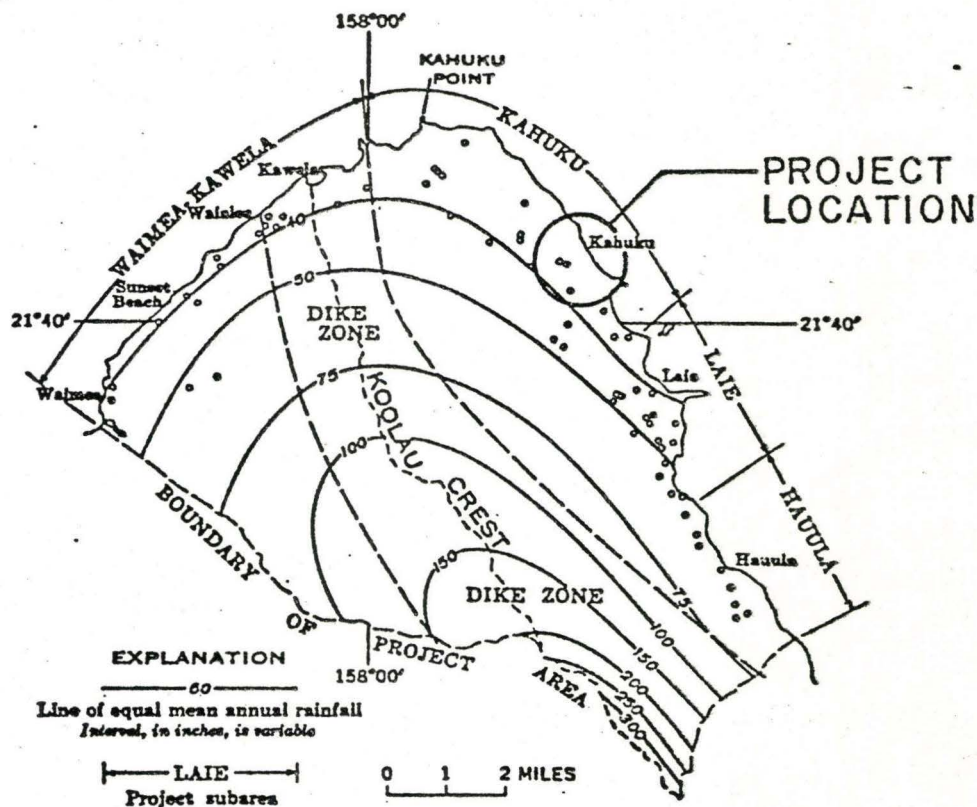 158°00'
KAHUKU
POINT
WAIMEA-KAWELA
KAHUKU
PROJECT
LOCATION
Kawela
Waialee
Kahuku
40
Sunset
Beach
50
21°40'
21°40'
DIKE
ZONE
LAIE
Laie
75
Waimea
KOOLAU
CREST
100
BOUNDARY
OF
PROJECT
AREA
HAUULA
Hauula
150
DIKE ZONE
75
100
150
200
250
300
158°00'
EXPLANATION
60
Line of equal mean annual rainfall
Interval, in inches, is variable
LAIE
Project subarea
0 1 2 MILES